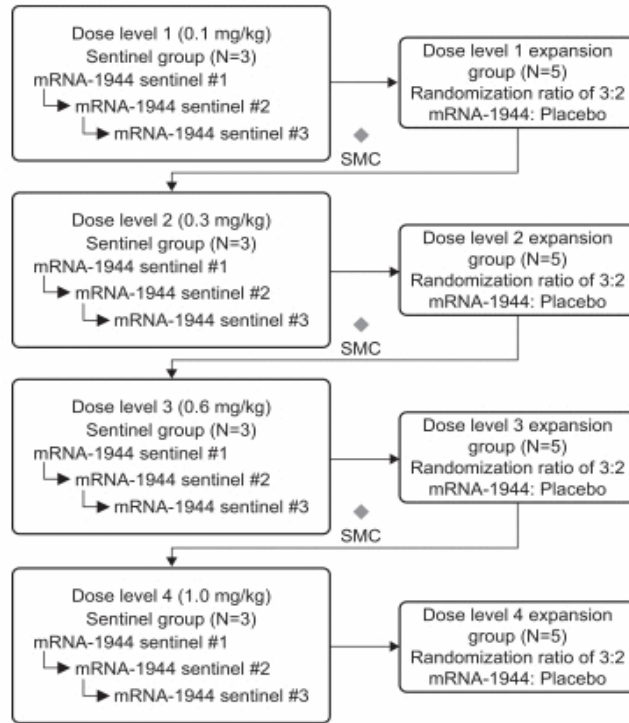 Dose level 1 (0.1 mg/kg)
Sentinel group (N=3)
mRNA-1944 sentinel #1
mRNA-1944 sentinel #2
mRNA-1944 sentinel #3
Dose level 1 expansion
group (N=5)
Randomization ratio of 3:2
mRNA-1944: Placebo
SMC
Dose level 2 (0.3 mg/kg)
Sentinel group (N=3)
mRNA-1944 sentinel #1
mRNA-1944 sentinel #2
mRNA-1944 sentinel #3
Dose level 2 expansion
group (N=5)
Randomization ratio of 3:2
mRNA-1944: Placebo
SMC
Dose level 3 (0.6 mg/kg)
Sentinel group (N=3)
mRNA-1944 sentinel #1
mRNA-1944 sentinel #2
mRNA-1944 sentinel #3
Dose level 3 expansion
group (N=5)
Randomization ratio of 3:2
mRNA-1944: Placebo
SMC
Dose level 4 (1.0 mg/kg)
Sentinel group (N=3)
mRNA-1944 sentinel #1
mRNA-1944 sentinel #2
mRNA-1944 sentinel #3
Dose level 4 expansion
group (N=5)
Randomization ratio of 3:2
mRNA-1944: Placebo